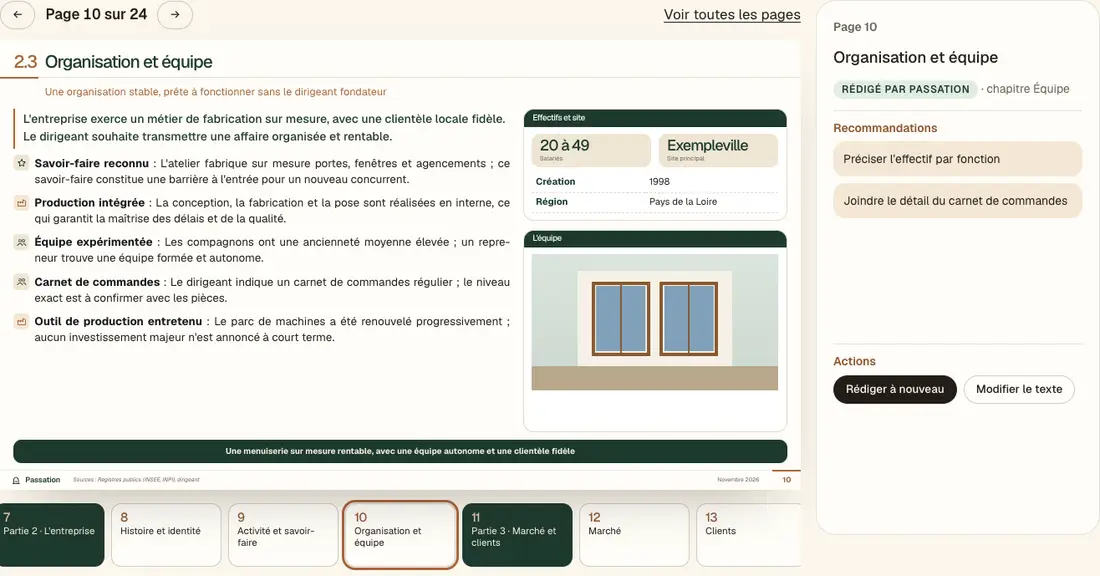 ← Page 10 sur 24 →
Voir toutes les pages
2.3 Organisation et équipe
Une organisation stable, prête à fonctionner sans le dirigeant fondateur
L'entreprise exerce un métier de fabrication sur mesure, avec une clientèle locale fidèle.
Le dirigeant souhaite transmettre une affaire organisée et rentable.
Savoir-faire reconnu : L'atelier fabrique sur mesure portes, fenêtres et agencements ; ce
savoir-faire constitue une barrière à l'entrée pour un nouveau concurrent.
Production intégrée : La conception, la fabrication et la pose sont réalisées en interne, ce
qui garantit la maîtrise des délais et de la qualité.
Équipe expérimentée : Les compagnons ont une ancienneté moyenne élevée ; un repre-
neur trouve une équipe formée et autonome.
Carnet de commandes : Le dirigeant indique un carnet de commandes régulier ; le niveau
exact est à confirmer avec les pièces.
Outil de production entretenu : Le parc de machines a été renouvelé progressivement ;
aucun investissement majeur n'est annoncé à court terme.
Effectifs et site
20 à 49
Salariés
Exempleville
Site principal
Création 1998
Région Pays de la Loire
L'équipe
Une menuiserie sur mesure rentable, avec une équipe autonome et une clientèle fidèle
Passation
Sources : Registres publics (INSEE, INPI), dirigeant
Novembre 2026
10
7
Partie 2 · L'entreprise
8
Histoire et identité
9
Activité et savoir-
faire
10
Organisation et
équipe
11
Partie 3 · Marché et
clients
12
Marché
13
Clients
Page 10
Organisation et équipe
RÉDIGÉ PAR PASSATION · chapitre Équipe
Recommandations
Préciser l'effectif par fonction
Joindre le détail du carnet de commandes
Actions
Rédiger à nouveau
Modifier le texte